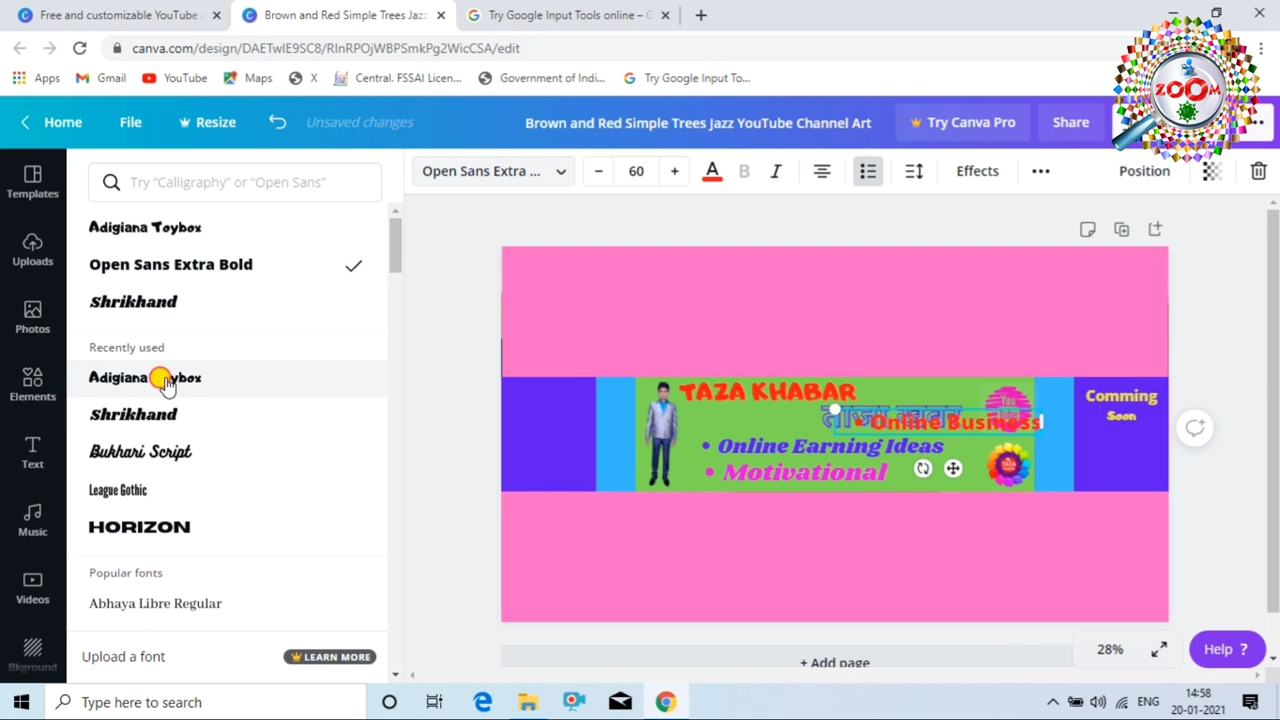 Free and customizable YouTube c
Brown and Red Simple Trees Jazz
Try Google Input Tools online – G
canva.com/design/DAETwIE9SC8/RInRPOjWBPSmkPg2WicCSA/edit
Apps
Gmail
YouTube
Maps
X
Central. FSSAI Licen...
Government of Indi...
Try Google Input To...
ZOOM
Home
File
Resize
Unsaved changes
Brown and Red Simple Trees Jazz YouTube Channel Art
Try Canva Pro
Share
Templates
Uploads
Photos
Elements
Text
Music
Videos
Bkground
Try "Calligraphy" or "Open Sans"
Adigiana Toybox
Open Sans Extra Bold
Shrikhand
Recently used
Adigiana Toybox
Shrikhand
Bukhari Script
League Gothic
HORIZON
Popular fonts
Abhaya Libre Regular
Upload a font
LEARN MORE
Open Sans Extra ...
– 60 +
A B I
Effects
•••
Position
TAZA KHABAR
ताजा खबर
• Online Business
• Online Earning Ideas
• Motivational
You
Comming
Soon
+ Add page
28%
Help ?
Type here to search
ENG
14:58
20-01-2021